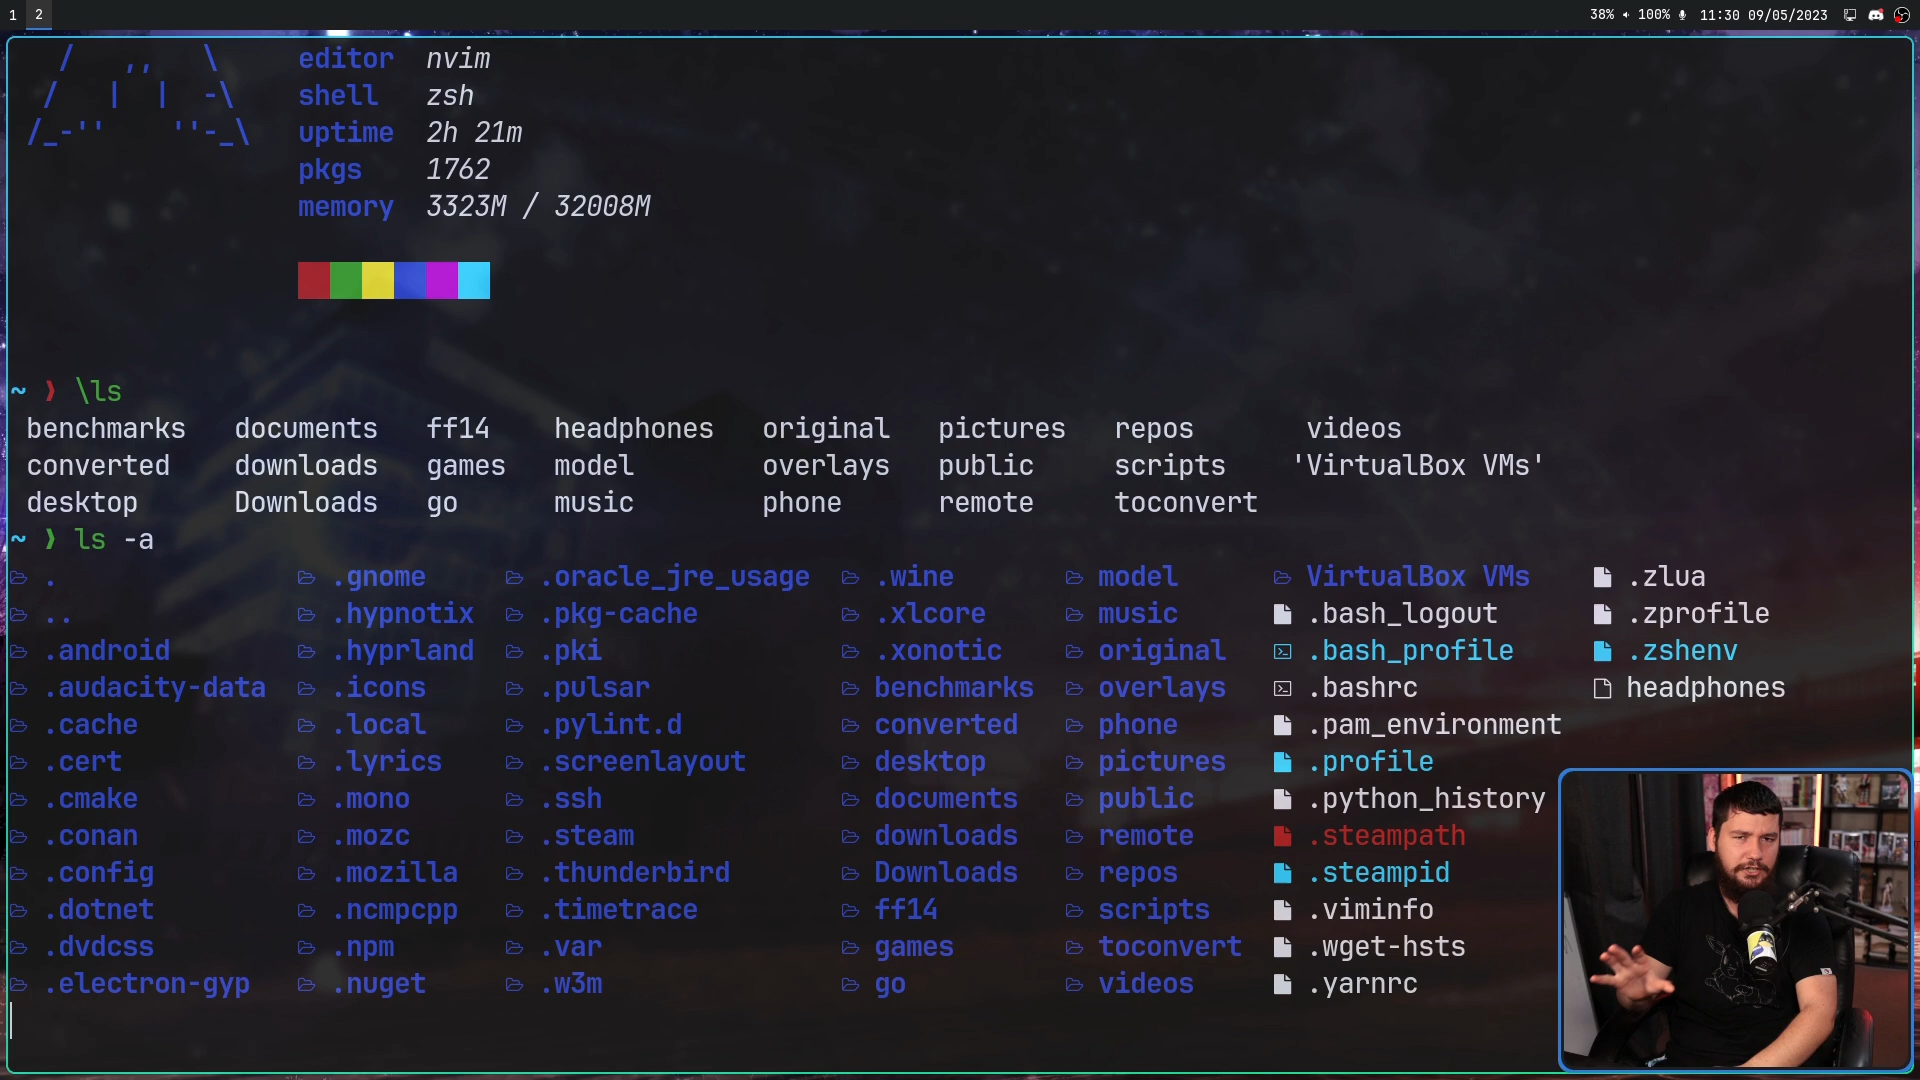 1 2 38% 100% 11:30 09/05/2023
/ ,, \ editor nvim
/ | | -\ shell zsh
/_-'' ''-_\ uptime 2h 21m
pkgs 1762
memory 3323M / 32008M
~ ❯ \ls
benchmarks documents ff14 headphones original pictures repos videos
converted downloads games model overlays public scripts 'VirtualBox VMs'
desktop Downloads go music phone remote toconvert
~ ❯ ls -a
. .gnome .oracle_jre_usage .wine model VirtualBox VMs .zlua
.. .hypnotix .pkg-cache .xlcore music .bash_logout .zprofile
.android .hyprland .pki .xonotic original .bash_profile .zshenv
.audacity-data .icons .pulsar benchmarks overlays .bashrc headphones
.cache .local .pylint.d converted phone .pam_environment
.cert .lyrics .screenlayout desktop pictures .profile
.cmake .mono .ssh documents public .python_history
.conan .mozc .steam downloads remote .steampath
.config .mozilla .thunderbird Downloads repos .steampid
.dotnet .ncmpcpp .timetrace ff14 scripts .viminfo
.dvdcss .npm .var games toconvert .wget-hsts
.electron-gyp .nuget .w3m go videos .yarnrc